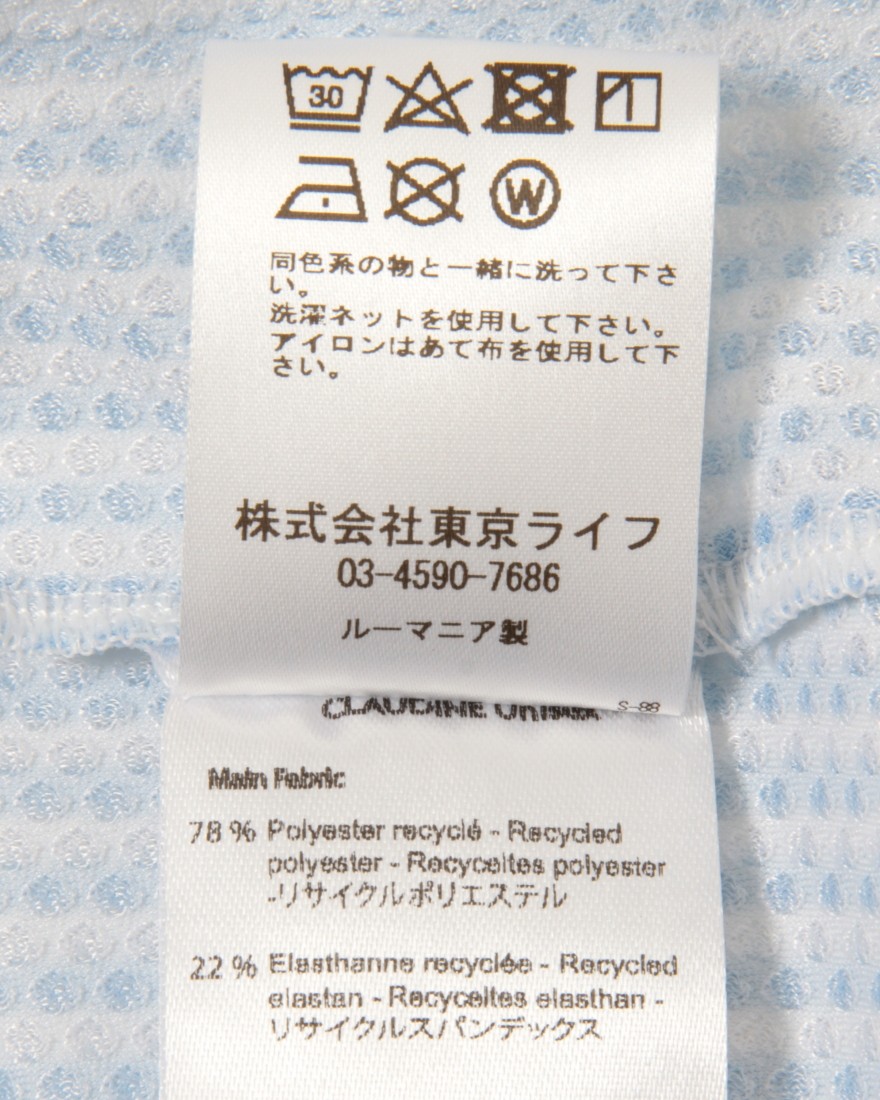 30
W
同色系の物と一緒に洗って下さ
い。
洗濯ネットを使用して下さい。
アイロンはあて布を使用して下
さい。
株式会社東京ライフ
03-4590-7686
ルーマニア製
CLAUDINE
S-88
Main Fabric
78 % Polyester recyclé - Recycled
polyester - Recyceltes polyester
-リサイクルポリエステル
22 % Elasthanne recyclée - Recycled
elastan - Recyceltes elasthan -
リサイクルスパンデックス